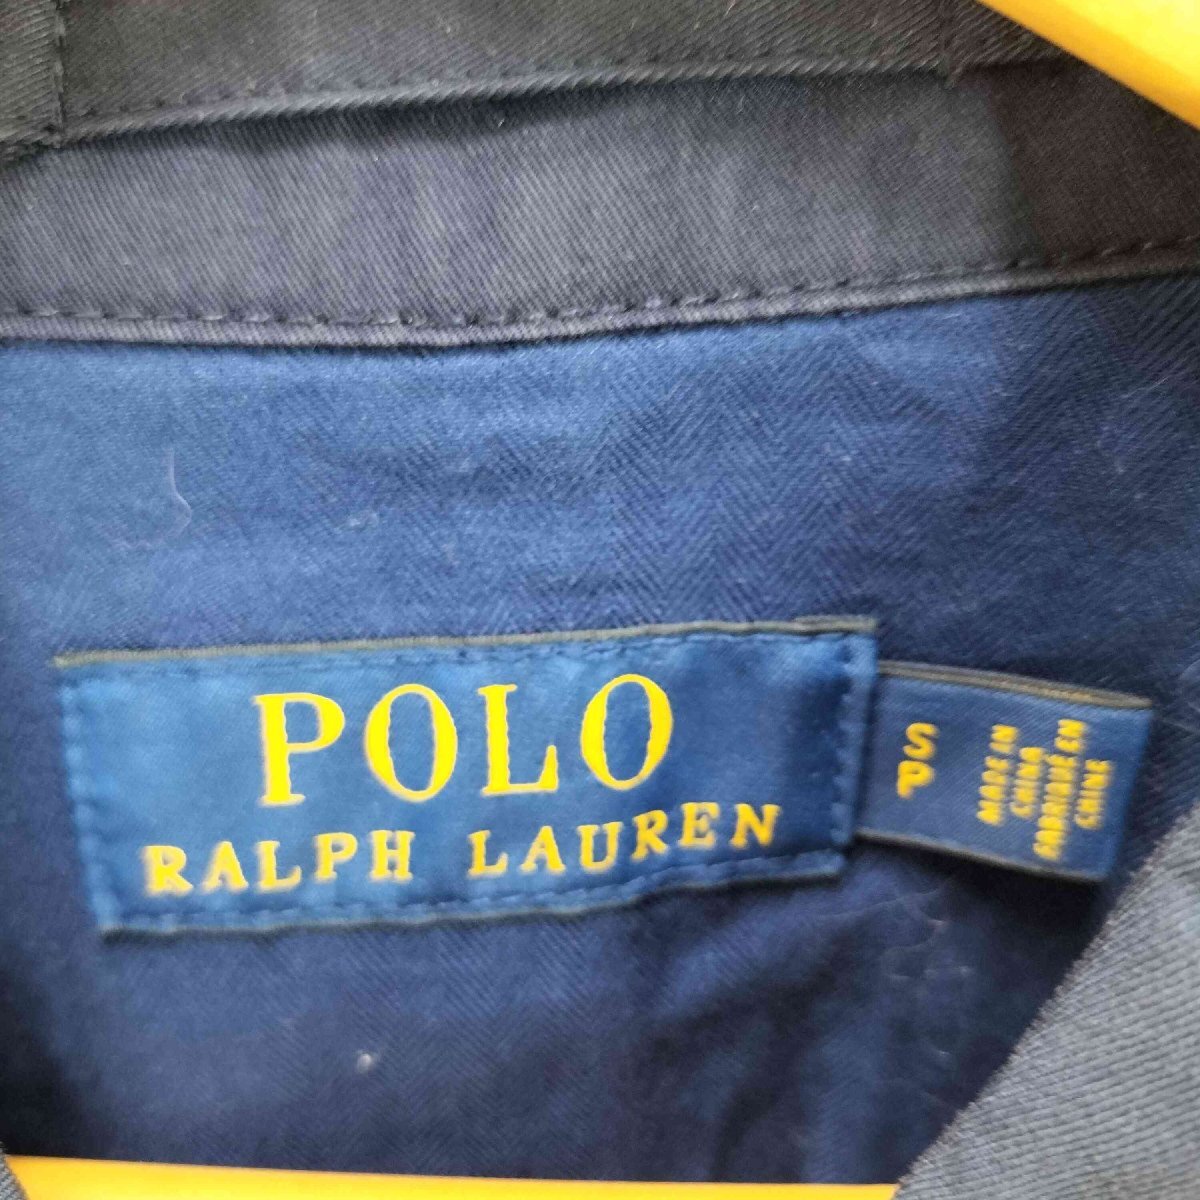 POLO
RALPH LAUREN
S
P
MADE IN
CHINA
FABRIQUÉ EN
CHINE